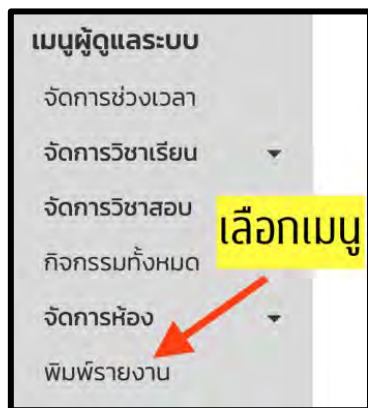 เมนูผู้ดูแลระบบ
จัดการช่วงเวลา
จัดการวิชาเรียน
จัดการวิชาสอบ
เลือกเมนู
กิจกรรมทั้งหมด
จัดการห้อง
พิมพ์รายงาน